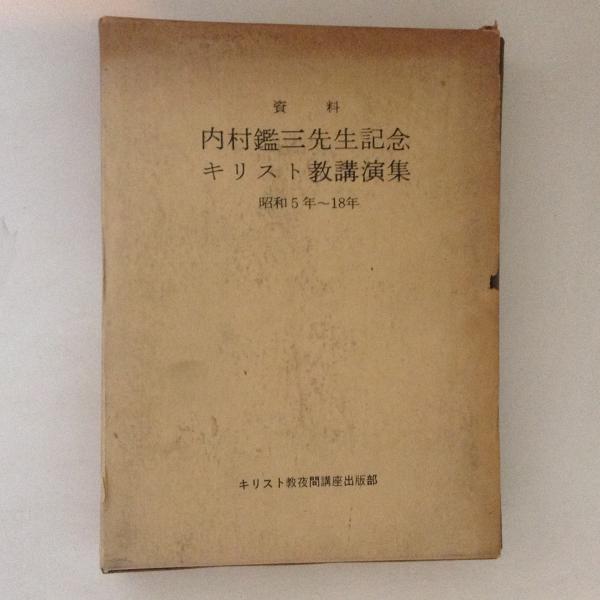 資 料
内村鑑三先生記念
キリスト教講演集
昭和5年~18年
キリスト教夜間講座出版部